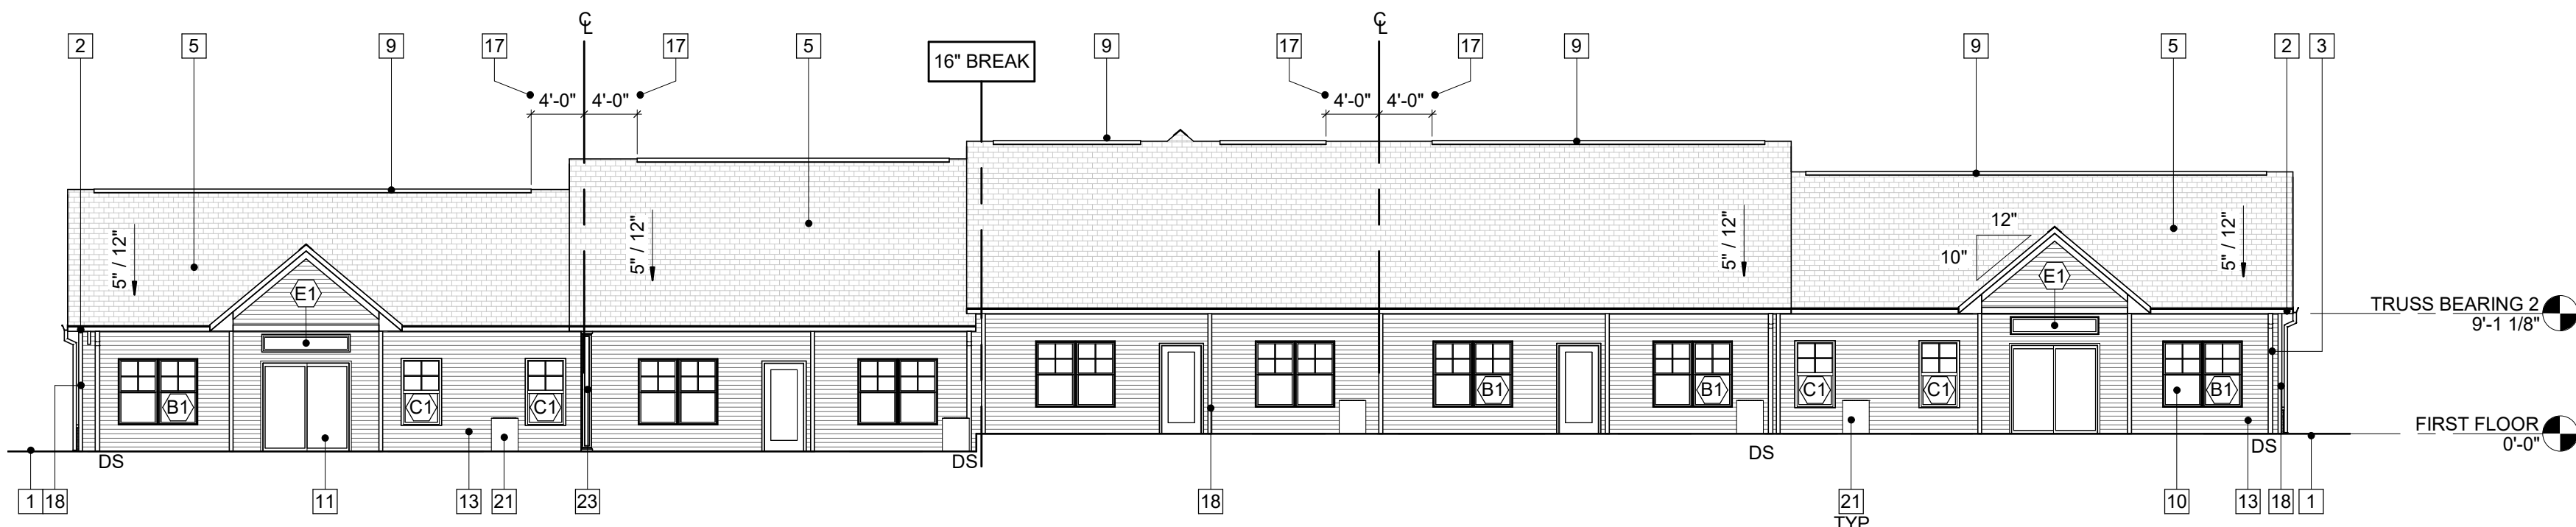 ℄ ℄
2 5 9 17 17 5 16" BREAK 9 17 17 9 9 5 2 3
4'-0" 4'-0" 4'-0" 4'-0"
5" / 12" 5" / 12" 5" / 12" 12" 5" / 12"
10"
E1 E1
TRUSS BEARING 2
9'-1 1/8"
B1 C1 C1 B1 B1 C1 C1 B1
FIRST FLOOR
0'-0"
DS DS DS DS
1 18 11 13 21 23 18 21 10 13 18 1
TYP